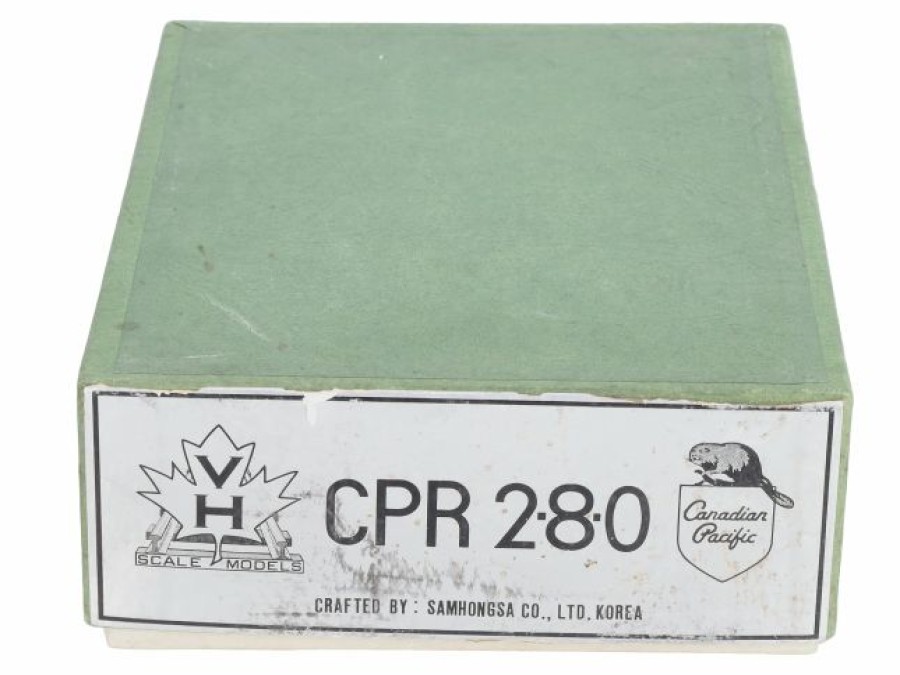 V
H
SCALE MODELS
CPR 2-8-0
Canadian
Pacific
CRAFTED BY : SAMHONGSA CO., LTD. KOREA